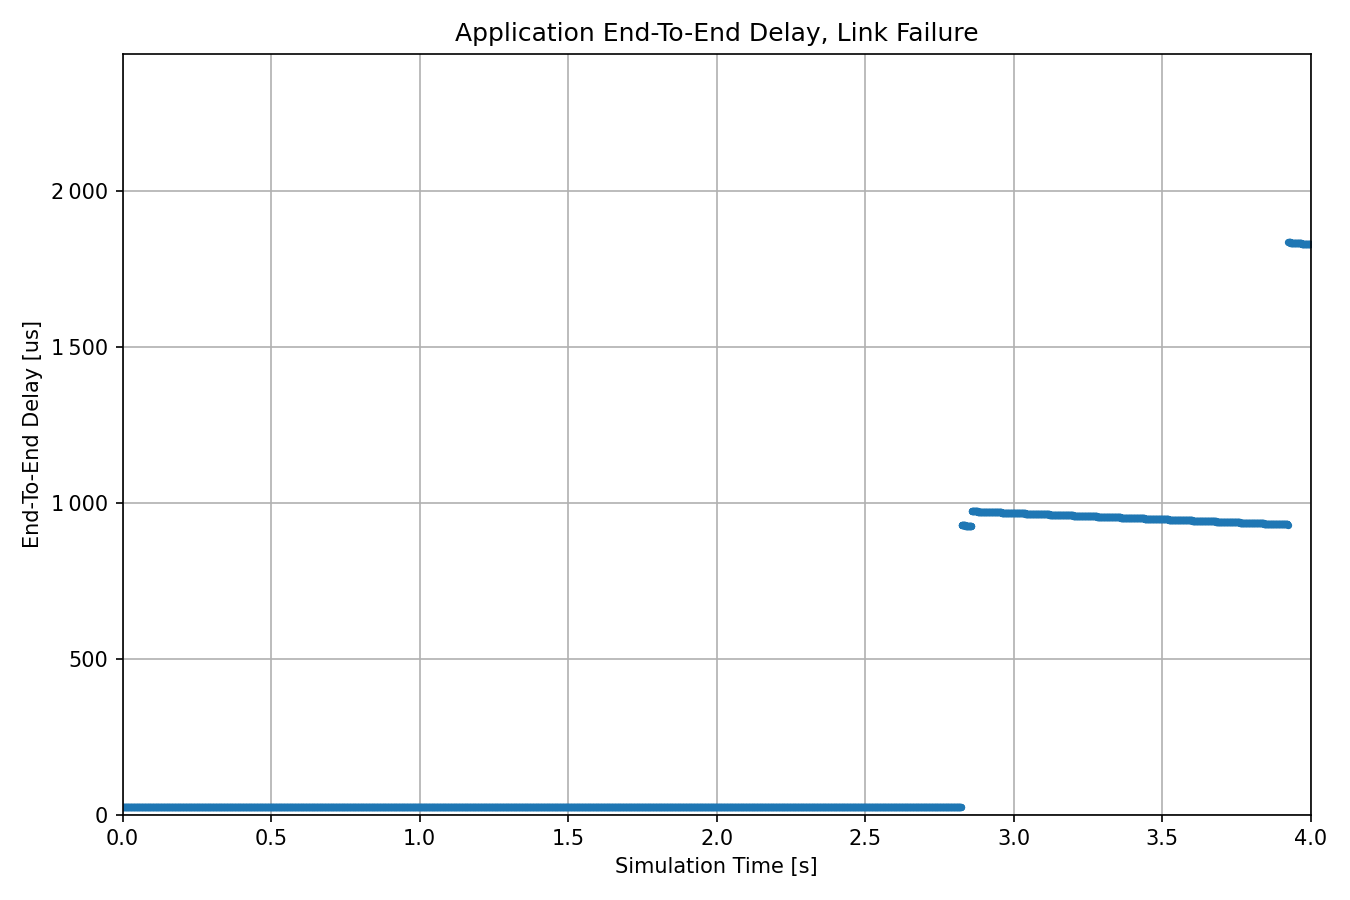 Application End-To-End Delay, Link Failure
End-To-End Delay [us]
2 000
1 500
1 000
500
0
0.0 0.5 1.0 1.5 2.0 2.5 3.0 3.5 4.0
Simulation Time [s]